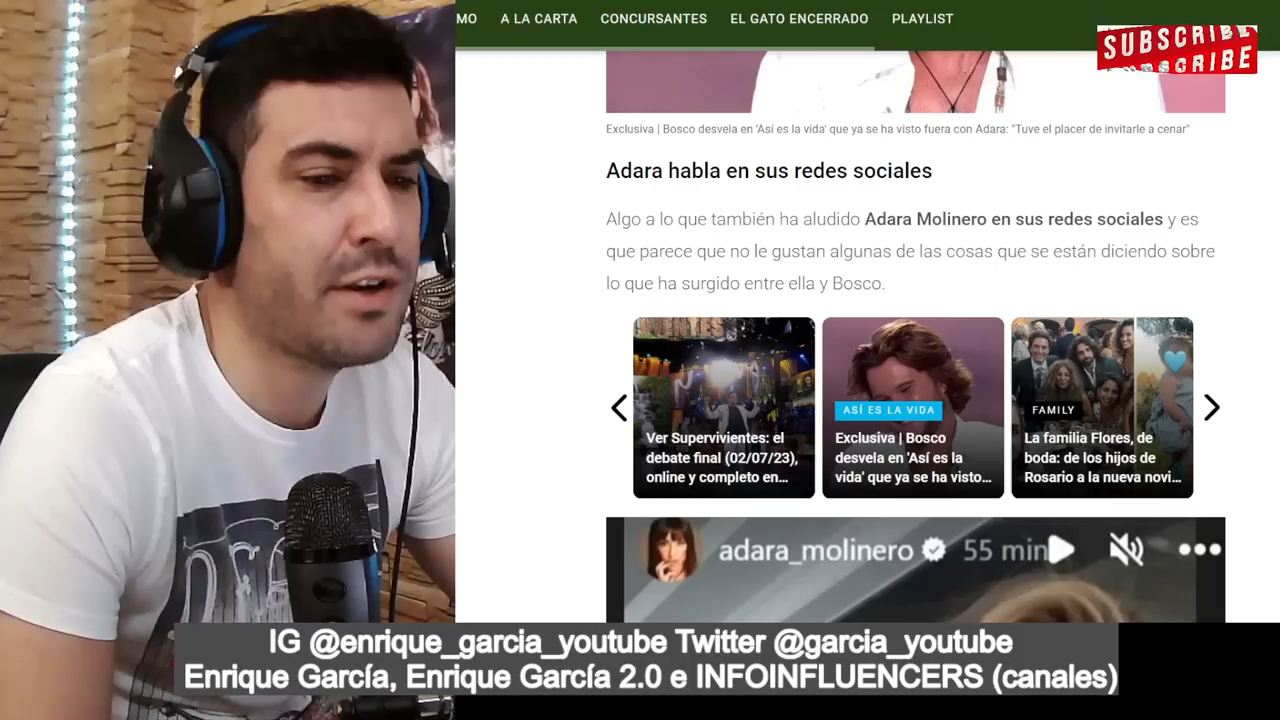 MO A LA CARTA CONCURSANTES EL GATO ENCERRADO PLAYLIST
SUBSCRIBE
SUBSCRIBE
Exclusiva | Bosco desvela en 'Así es la vida' que ya se ha visto fuera con Adara: "Tuve el placer de invitarle a cenar"
Adara habla en sus redes sociales
Algo a lo que también ha aludido Adara Molinero en sus redes sociales y es
que parece que no le gustan algunas de las cosas que se están diciendo sobre
lo que ha surgido entre ella y Bosco.
Ver Supervivientes: el
debate final (02/07/23),
online y completo en...
ASÍ ES LA VIDA
Exclusiva | Bosco
desvela en 'Así es la
vida' que ya se ha visto...
FAMILY
La familia Flores, de
boda: de los hijos de
Rosario a la nueva novi...
adara_molinero 55 min
IG @enrique_garcia_youtube Twitter @garcia_youtube
Enrique García, Enrique García 2.0 e INFOINFLUENCERS (canales)